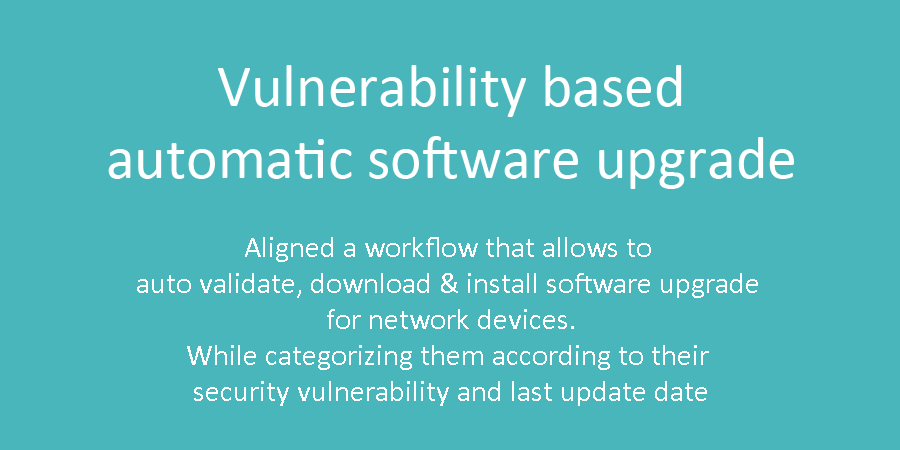 Vulnerability based
automatic software upgrade
Aligned a workflow that allows to
auto validate, download & install software upgrade
for network devices.
While categorizing them according to their
security vulnerability and last update date